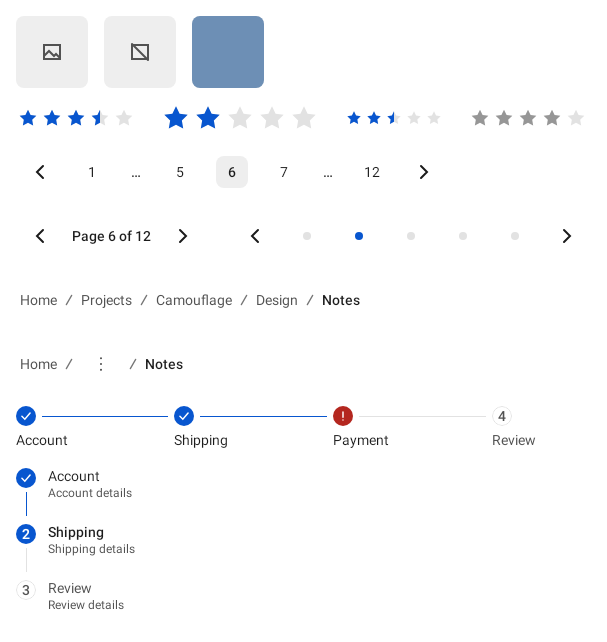 1 … 5 6 7 … 12
Page 6 of 12
Home / Projects / Camouflage / Design / Notes
Home / ⋮ / Notes
4
Account Shipping Payment Review
Account
Account details
2 Shipping
Shipping details
3 Review
Review details